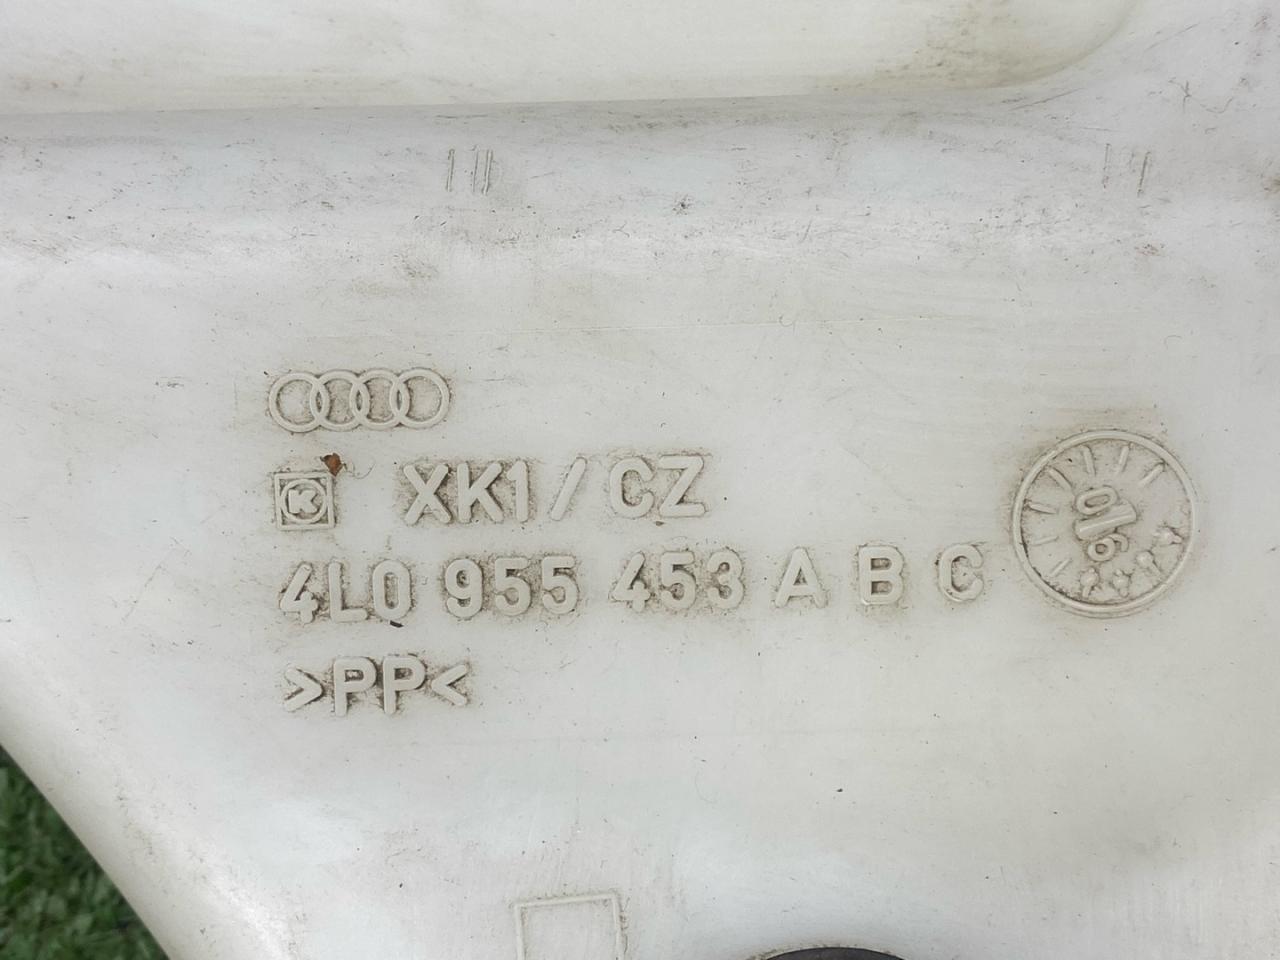 K XK1/CZ
4L0 955 453 A B C
>PP<